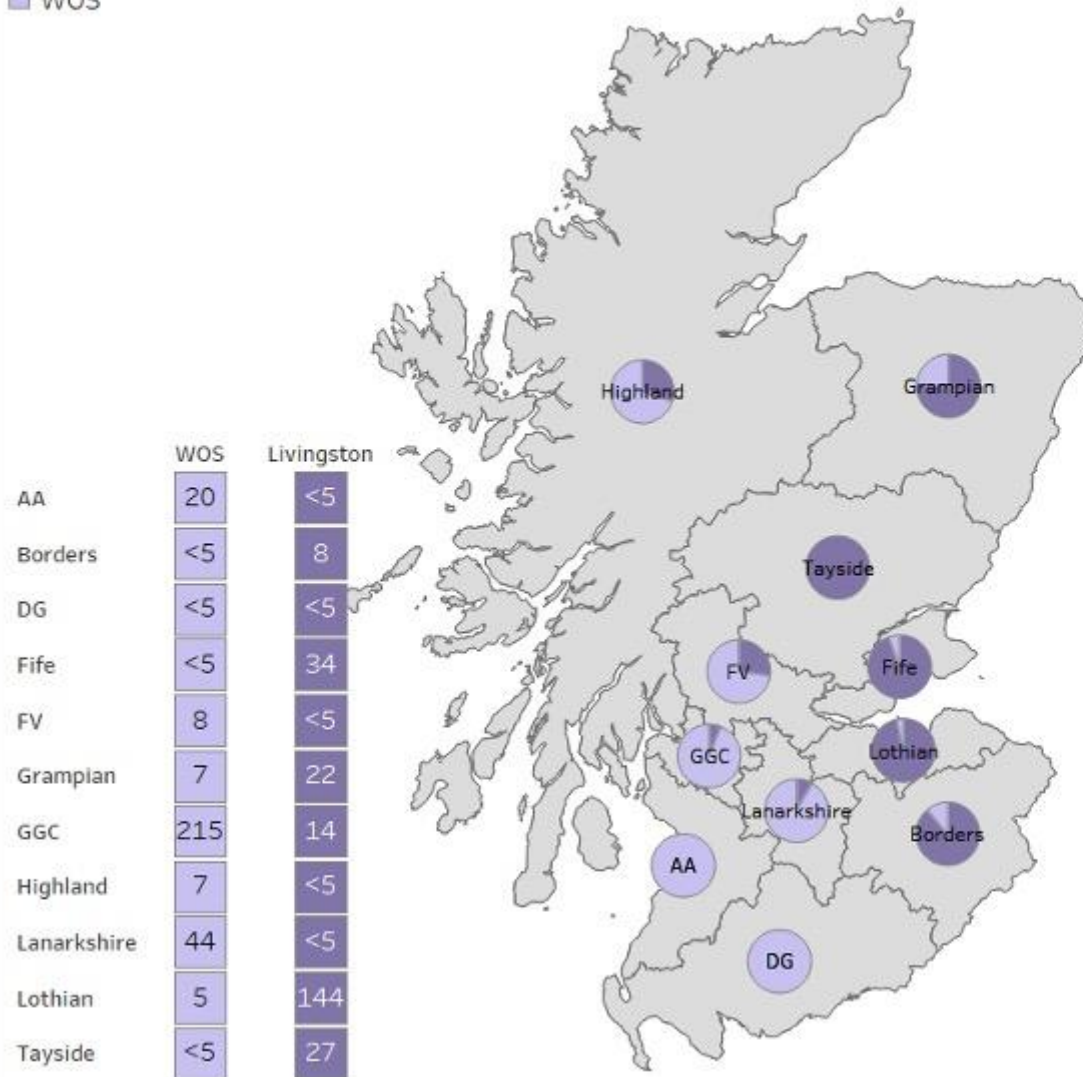 WOS
WOS Livingston
AA 20 <5
Borders <5 8
DG <5 <5
Fife <5 34
FV 8 <5
Grampian 7 22
GGC 215 14
Highland 7 <5
Lanarkshire 44 <5
Lothian 5 144
Tayside <5 27
Highland
Grampian
Tayside
FV
Fife
GGC
Lothian
Lanarkshire
Borders
AA
DG